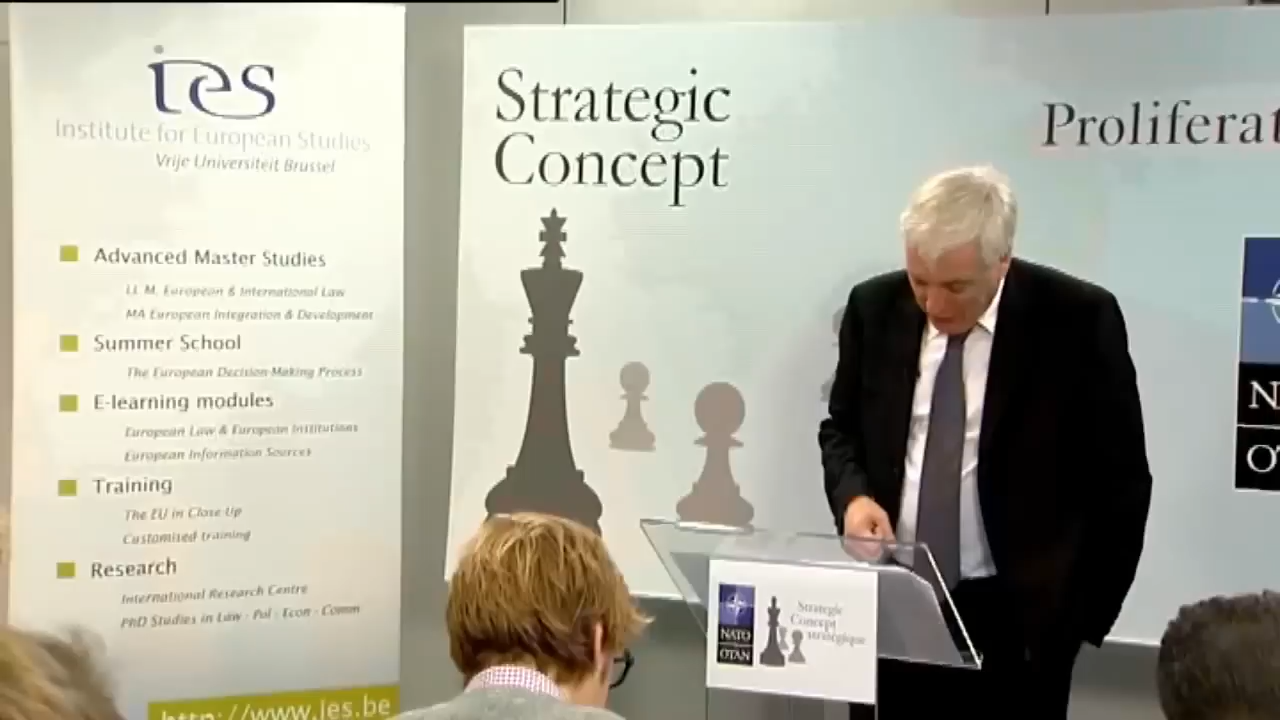 ies
Institute for European Studies
Vrije Universiteit Brussel
Advanced Master Studies
LL M. European & International Law
MA European Integration & Development
Summer School
The European Decision-Making Process
E-learning modules
European Law & European Institutions
European Information Sources
Training
The EU in Close Up
Customised training
Research
International Research Centre
PhD Studies in Law - Pol - Econ - Comm
http://www.ies.be
Strategic
Concept
Proliferat
N
O
NATO
OTAN
Strategic
Concept
stratégique